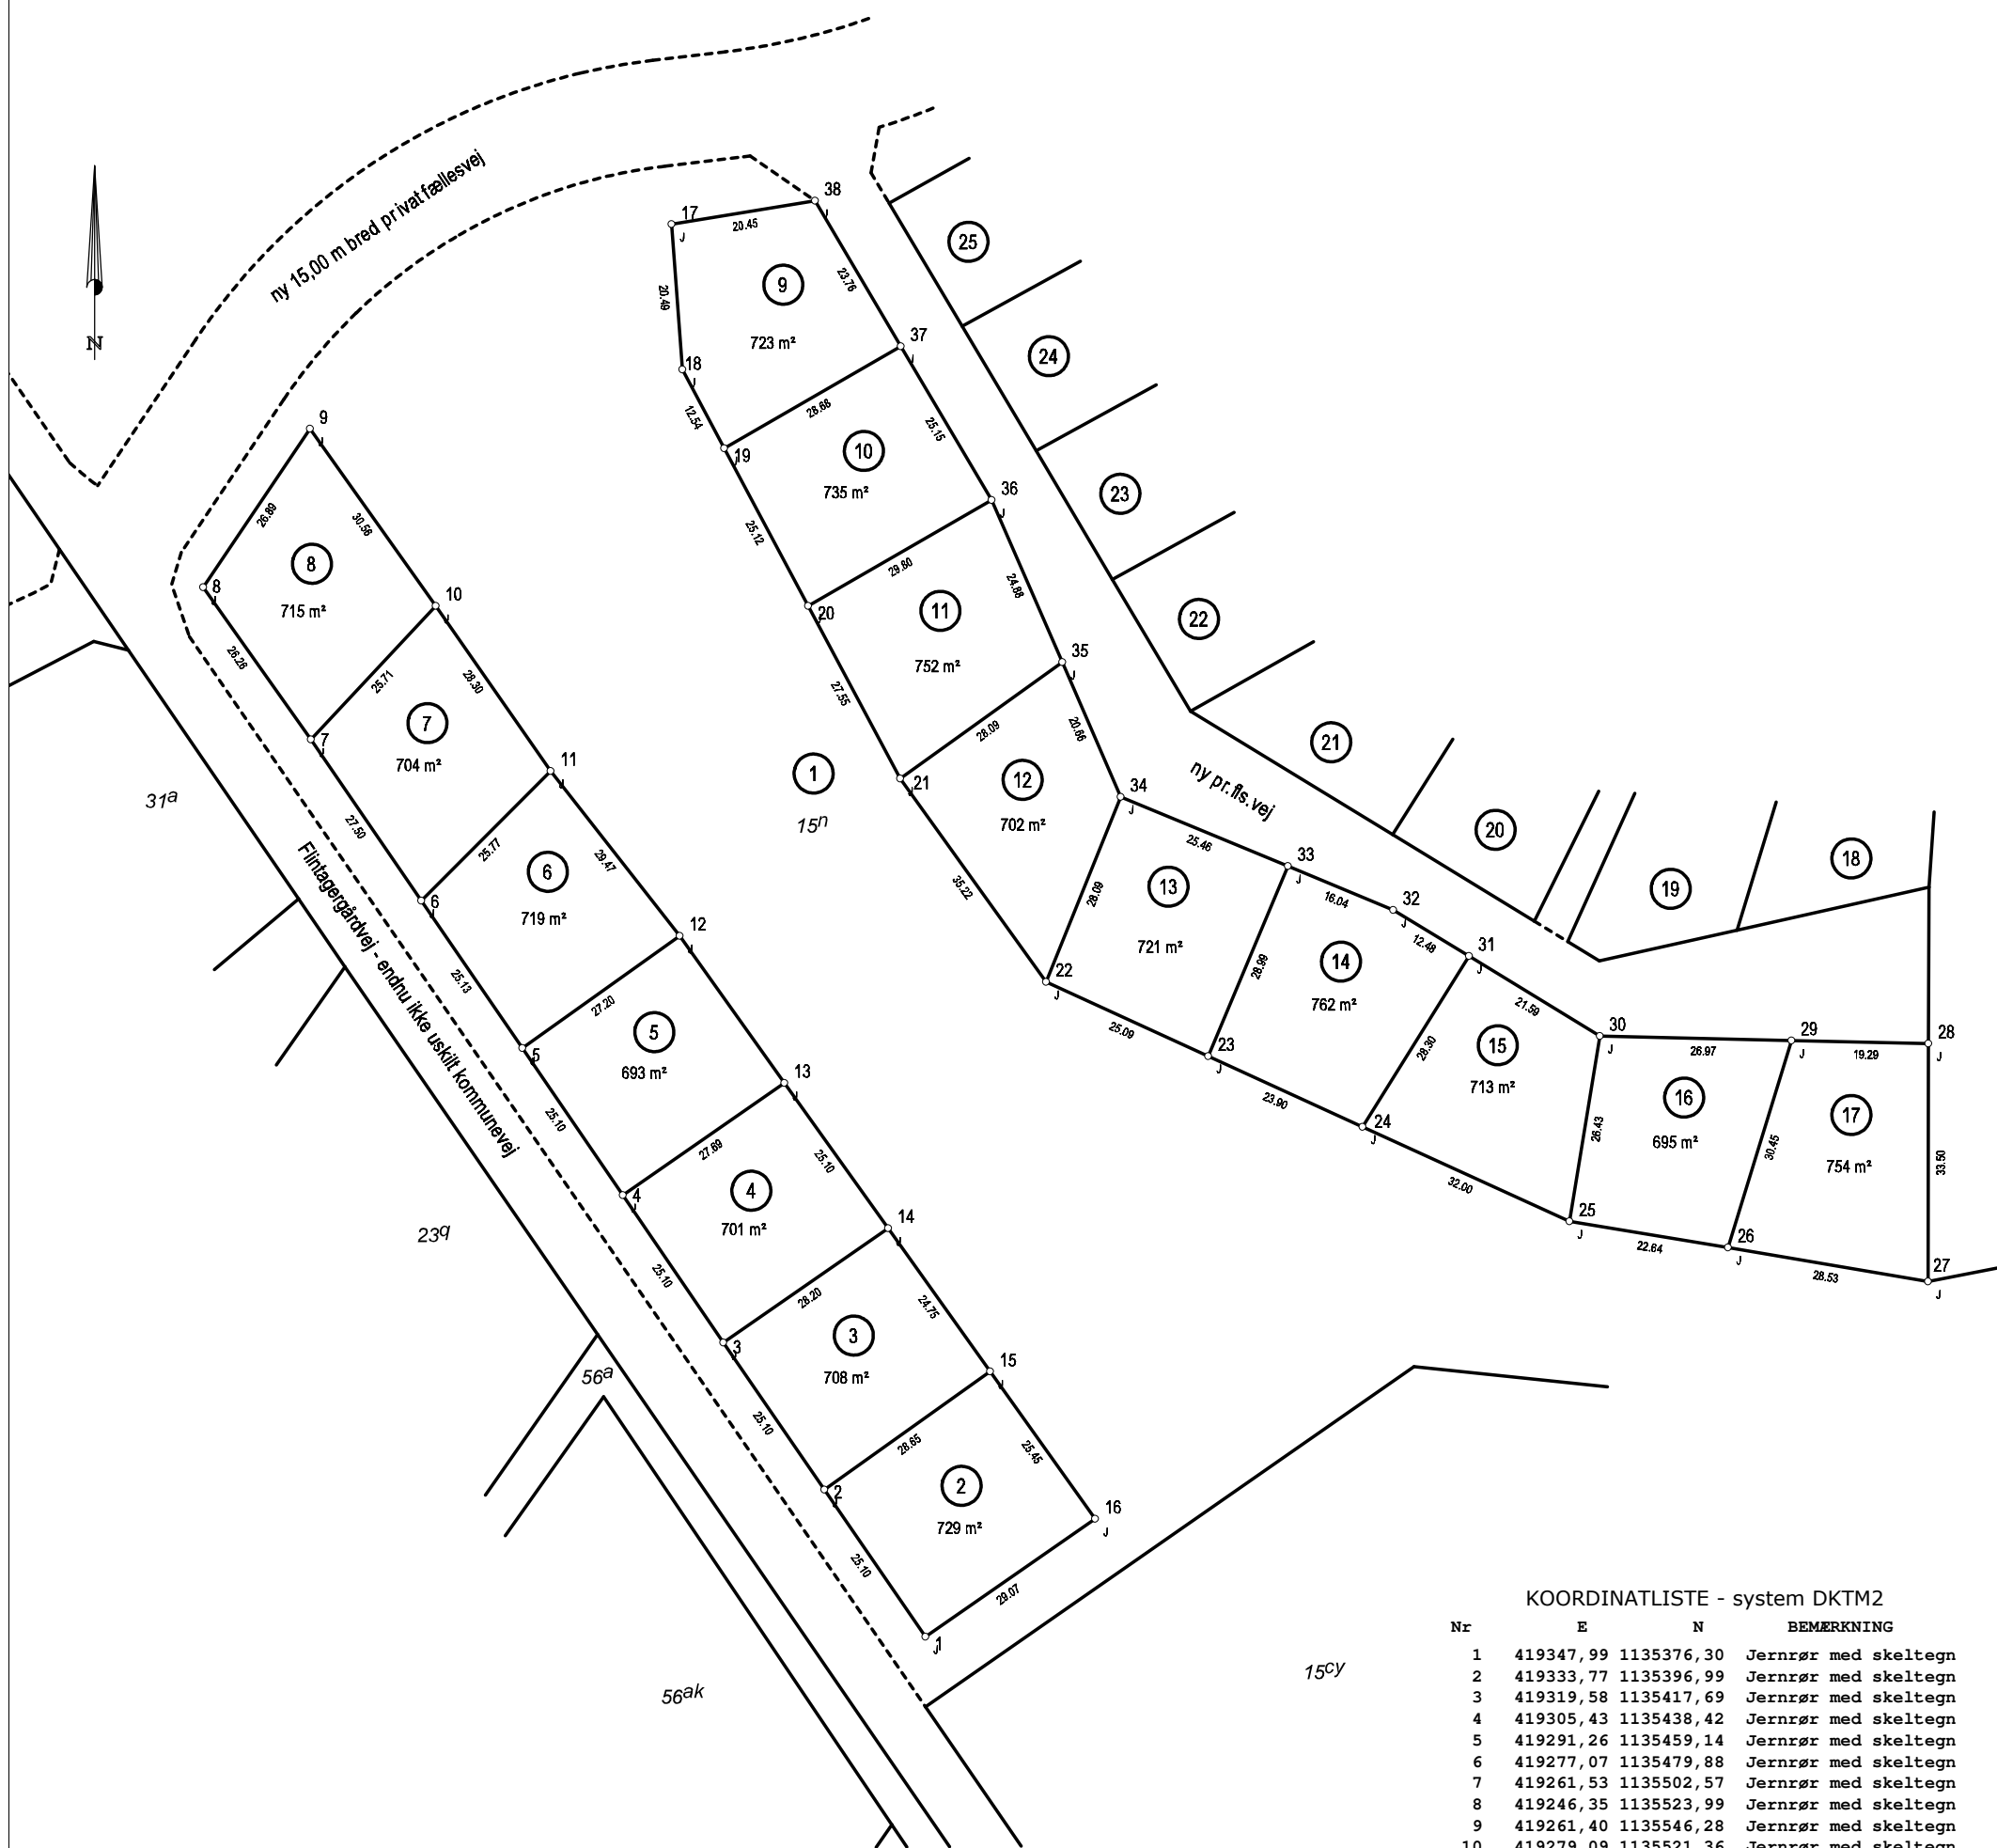 ny 15,00 m bred privat fællesvej
N
38
17
J
J
20.45
25
9
23.76
20.49
723 m²
37
J
24
18
J
28.68
12.54
25.15
9
J
19
J
10
735 m²
36
J
23
26.89
30.56
25.12
8
715 m²
29.60
24.88
8
J
10
J
20
J
11
752 m²
22
35
J
26.26
25.71
28.30
27.55
28.09
20.66
7
J
7
704 m²
11
J
1
15n
21
J
12
702 m²
34
J
ny pr.fls.vej
21
31a
27.50
25.77
29.47
35.22
28.09
25.46
33
J
20
18
19
6
J
6
719 m²
13
721 m²
16.04
32
J
12.48
12
J
Flintagergårdvej - endnu ikke uskilt kommunevej
25.13
27.20
22
J
28.99
14
762 m²
31
J
21.59
5
J
5
693 m²
25.09
23
J
28.30
15
713 m²
30
J
26.97
29
J
19.29
28
J
13
J
25.10
27.69
25.10
23.90
24
J
26.43
16
695 m²
30.45
17
754 m²
33.50
4
J
4
701 m²
32.00
25
J
22.64
26
J
28.53
27
J
14
J
23q
25.10
28.20
24.75
3
J
3
708 m²
15
J
56a
25.10
28.65
25.45
2
J
2
729 m²
16
J
25.10
29.07
1
J
15cy
56ak
KOORDINATLISTE - system DKTM2
Nr E N BEMÆRKNING
1 419347,99 1135376,30 Jernrør med skeltegn
2 419333,77 1135396,99 Jernrør med skeltegn
3 419319,58 1135417,69 Jernrør med skeltegn
4 419305,43 1135438,42 Jernrør med skeltegn
5 419291,26 1135459,14 Jernrør med skeltegn
6 419277,07 1135479,88 Jernrør med skeltegn
7 419261,53 1135502,57 Jernrør med skeltegn
8 419246,35 1135523,99 Jernrør med skeltegn
9 419261,40 1135546,28 Jernrør med skeltegn
10 419279,09 1135521,36 Jernrør med skeltegn